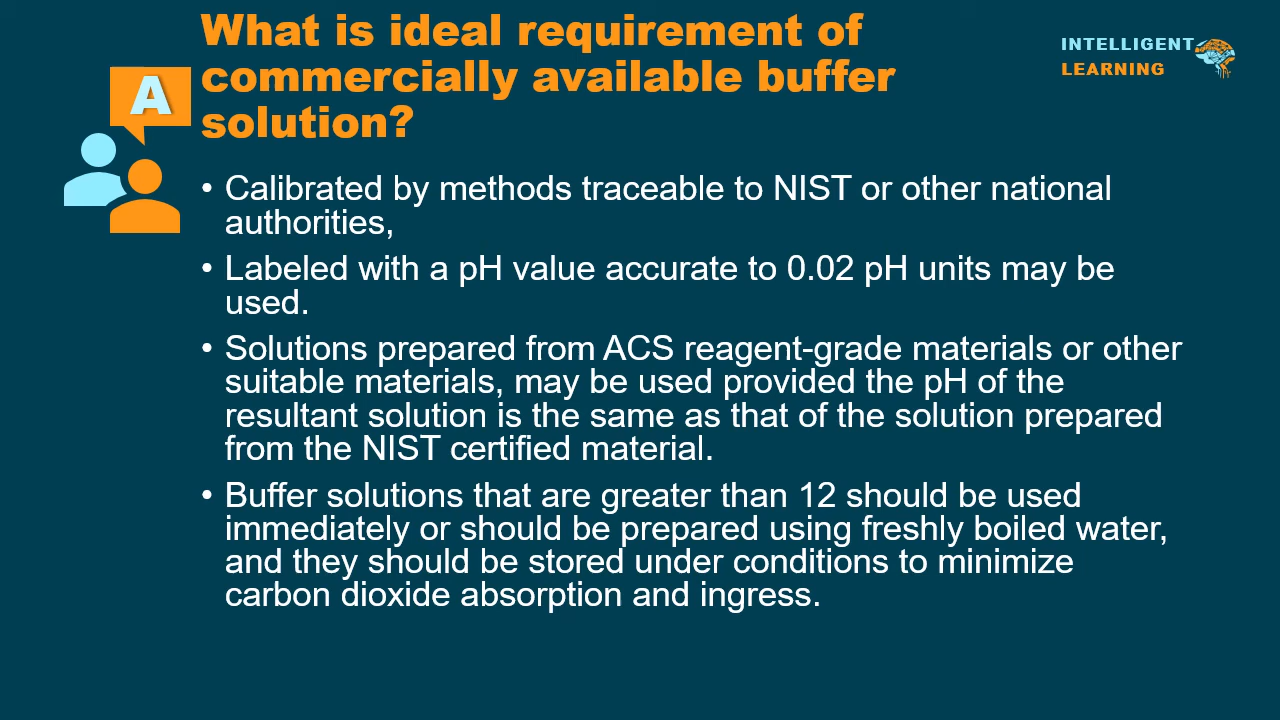 What is ideal requirement of
commercially available buffer
solution?
INTELLIGENT
LEARNING
A
• Calibrated by methods traceable to NIST or other national
authorities,
• Labeled with a pH value accurate to 0.02 pH units may be
used.
• Solutions prepared from ACS reagent-grade materials or other
suitable materials, may be used provided the pH of the
resultant solution is the same as that of the solution prepared
from the NIST certified material.
• Buffer solutions that are greater than 12 should be used
immediately or should be prepared using freshly boiled water,
and they should be stored under conditions to minimize
carbon dioxide absorption and ingress.